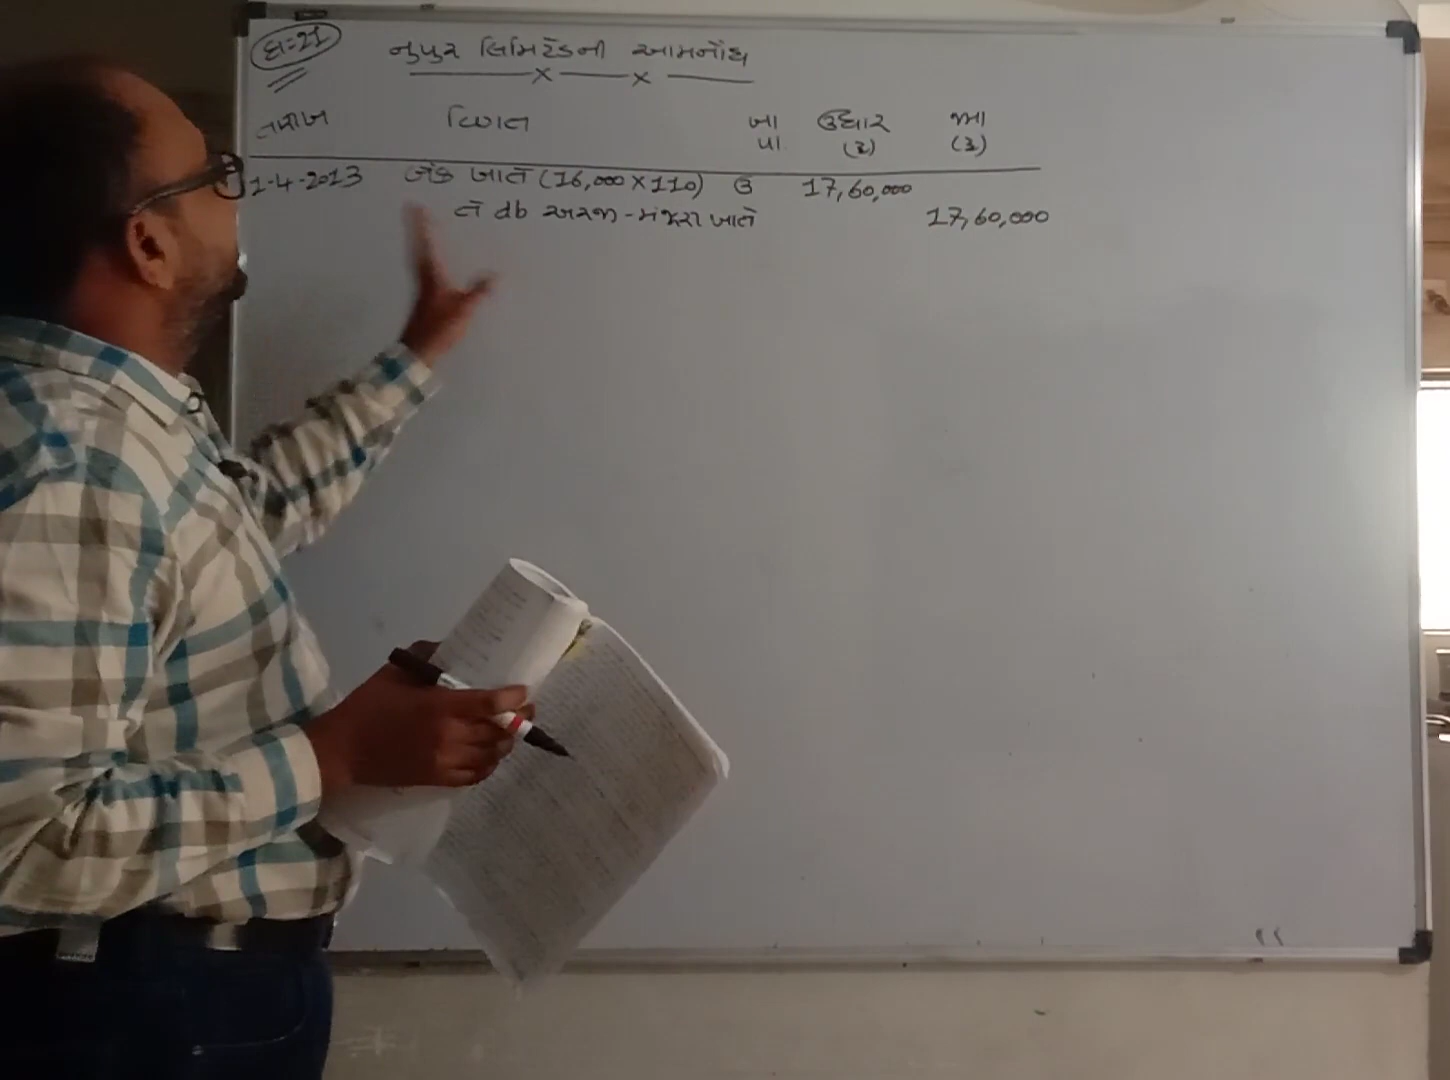 દા=21
નુપુર લિમિટેડની આમનોંધ
તારીખ વિગત ખા ઉધાર જમા
પા. (રૂ) (રૂ)
1-4-2013 બેંક ખાતે (16,000 X 110) ઉ 17,60,000
તે db અરજી - મંજૂરી ખાતે 17,60,000